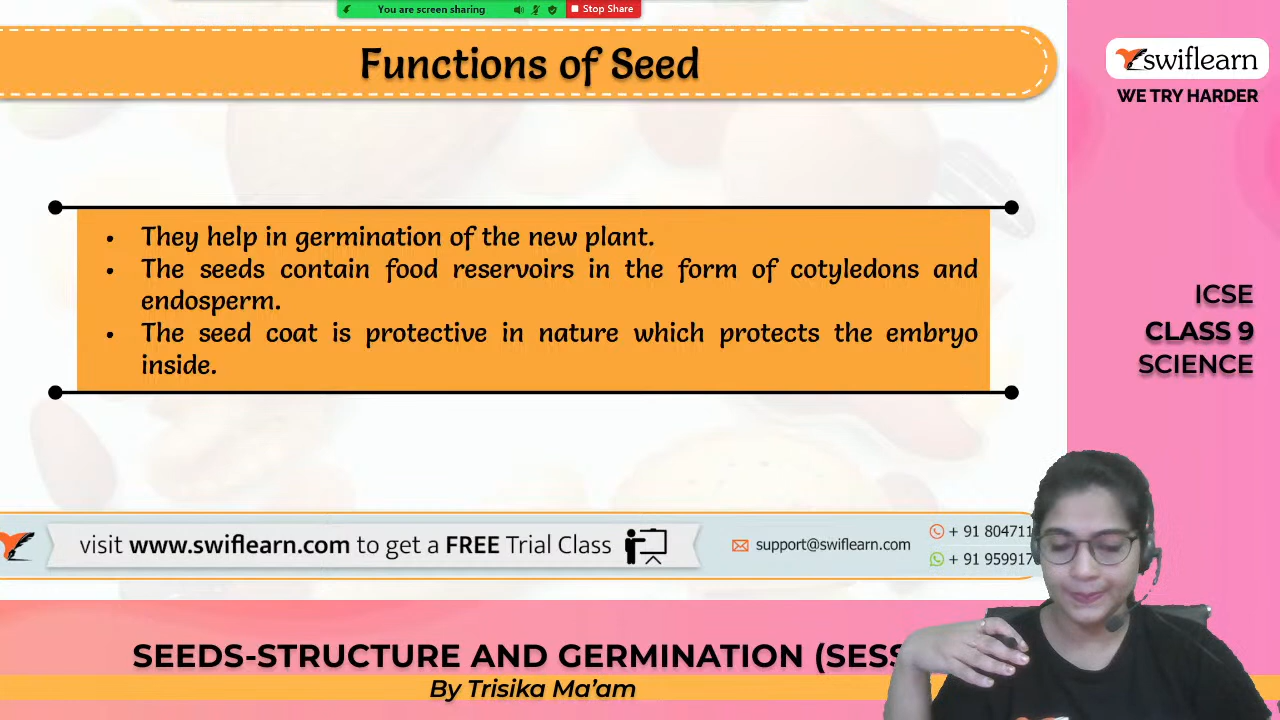 You are screen sharing
Stop Share
Functions of Seed
swiflearn
WE TRY HARDER
• They help in germination of the new plant.
• The seeds contain food reservoirs in the form of cotyledons and
endosperm.
• The seed coat is protective in nature which protects the embryo
inside.
ICSE
CLASS 9
SCIENCE
visit www.swiflearn.com to get a FREE Trial Class
support@swiflearn.com
+ 91 804711
+ 91 959917
SEEDS-STRUCTURE AND GERMINATION
By Trisika Ma'am